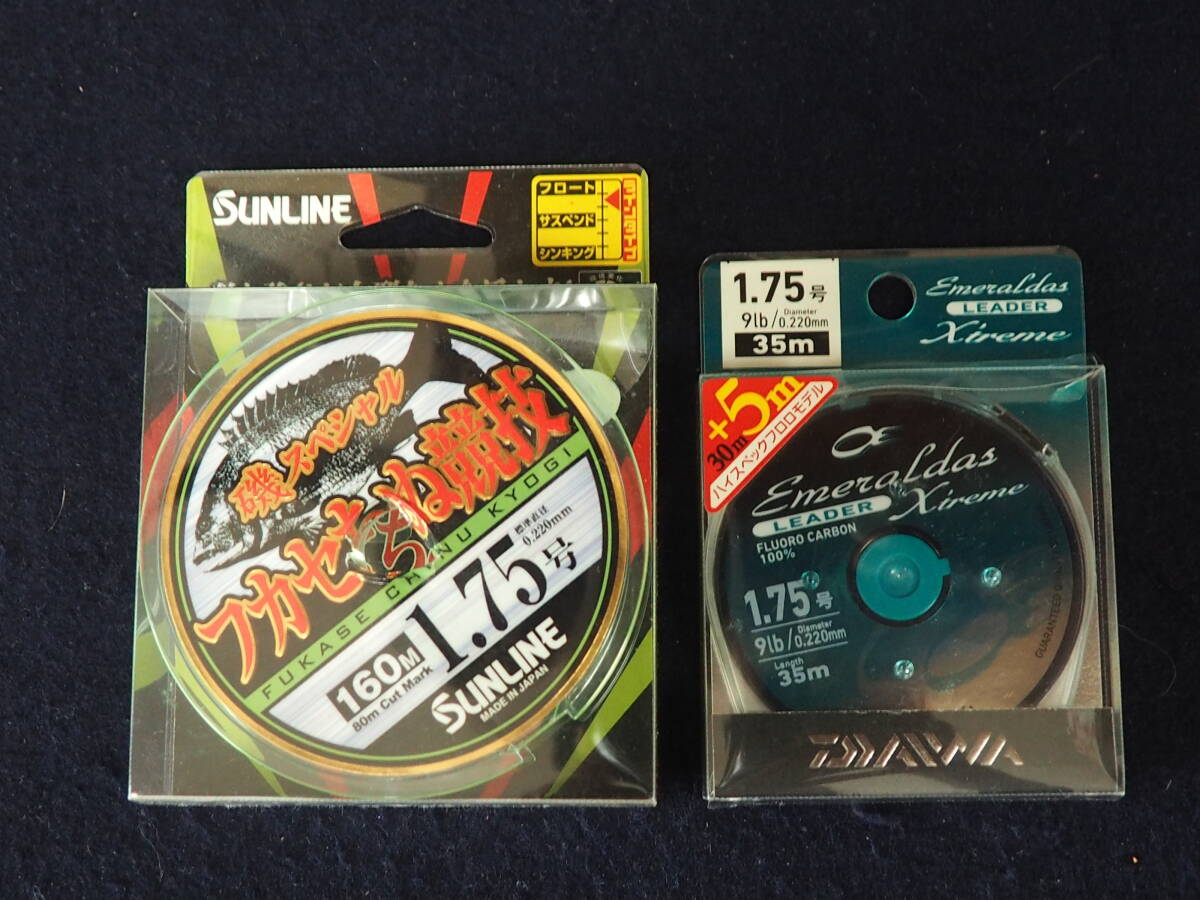 SUNLINE
フロート
サスペンド
シンキング
磯スペシャル
フカセちぬ競技
FUKASE CHINU KYOGI
標準直径
0.220mm
1.75号
160M
80m Cut Mark
SUNLINE
MADE IN JAPAN
1.75号
Diameter
9lb/0.220mm
35m
Emeraldas
LEADER
Xireme
30m+5m
ハイスペックフロロモデル
Emeraldas
LEADER Xireme
FLUORO CARBON
100%
1.75号
Diameter
9lb/0.220mm
Length
35m
DAIWA